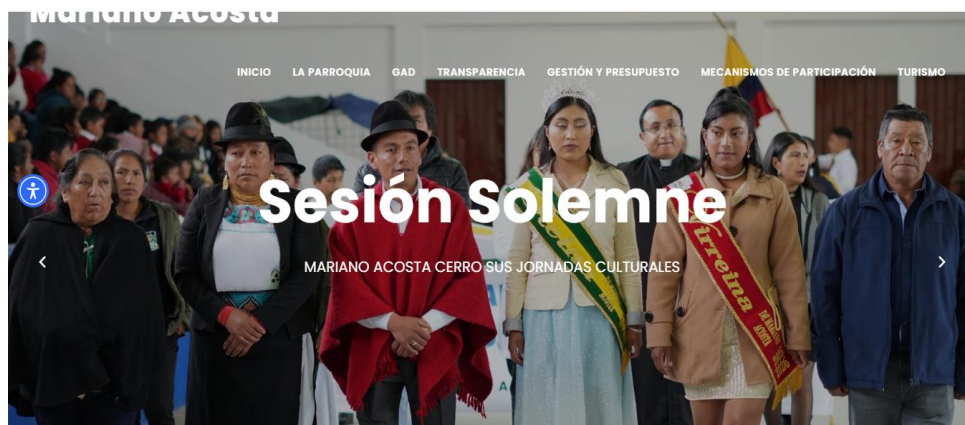 Mariano Acosta
INICIO LA PARROQUIA GAD TRANSPARENCIA GESTIÓN Y PRESUPUESTO MECANISMOS DE PARTICIPACIÓN TURISMO
Sesión Solemne
MARIANO ACOSTA CERRO SUS JORNADAS CULTURALES
Virreina